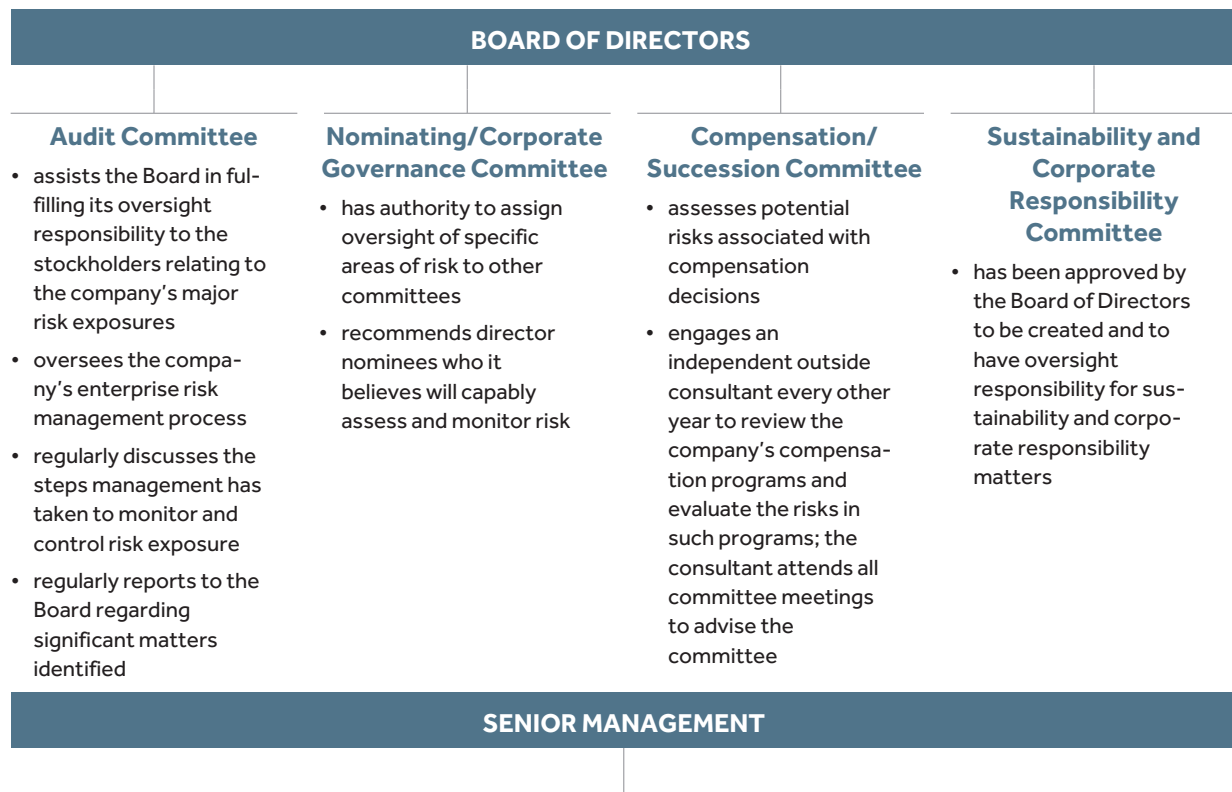 BOARD OF DIRECTORS
Audit Committee
• assists the Board in ful-
filling its oversight
responsibility to the
stockholders relating to
the company's major
risk exposures
• oversees the compa-
ny's enterprise risk
management process
• regularly discusses the
steps management has
taken to monitor and
control risk exposure
• regularly reports to the
Board regarding
significant matters
identified
Nominating/Corporate
Governance Committee
• has authority to assign
oversight of specific
areas of risk to other
committees
• recommends director
nominees who it
believes will capably
assess and monitor risk
Compensation/
Succession Committee
• assesses potential
risks associated with
compensation
decisions
• engages an
independent outside
consultant every other
year to review the
company's compensa-
tion programs and
evaluate the risks in
such programs; the
consultant attends all
committee meetings
to advise the
committee
Sustainability and
Corporate
Responsibility
Committee
• has been approved by
the Board of Directors
to be created and to
have oversight
responsibility for sus-
tainability and corpo-
rate responsibility
matters
SENIOR MANAGEMENT